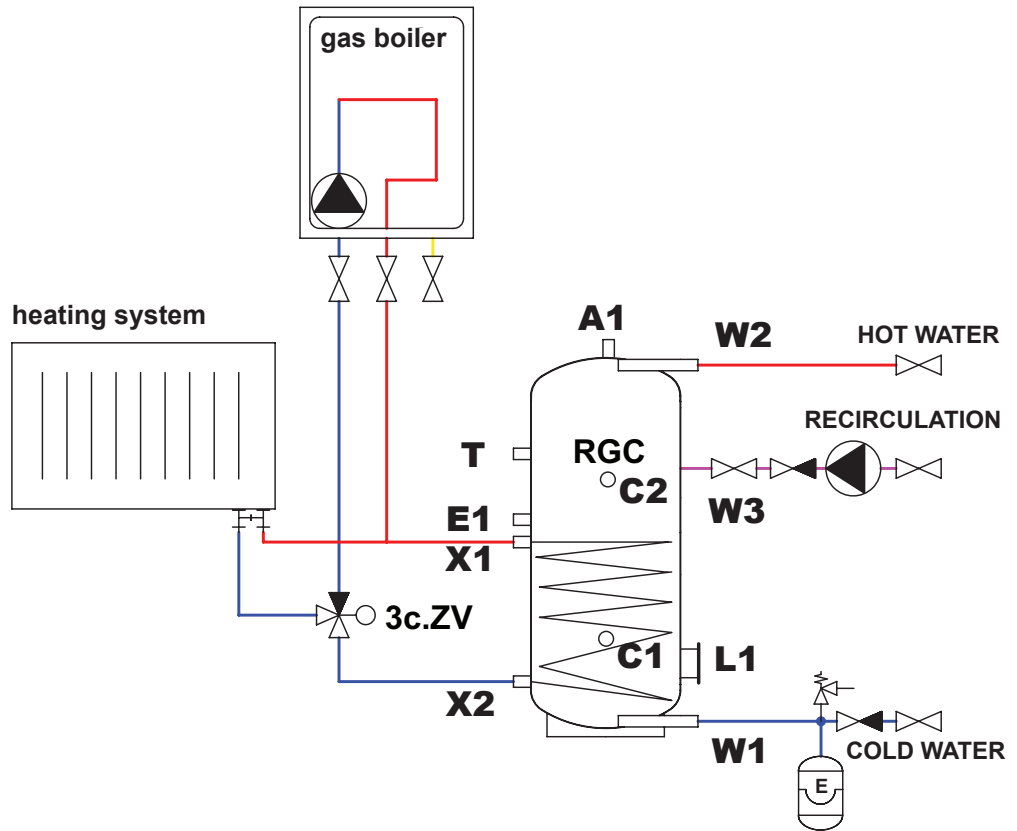 gas boiler
heating system
A1
W2
HOT WATER
T
RGC
C2
RECIRCULATION
W3
E1
X1
3c.ZV
C1
L1
X2
W1
COLD WATER
E